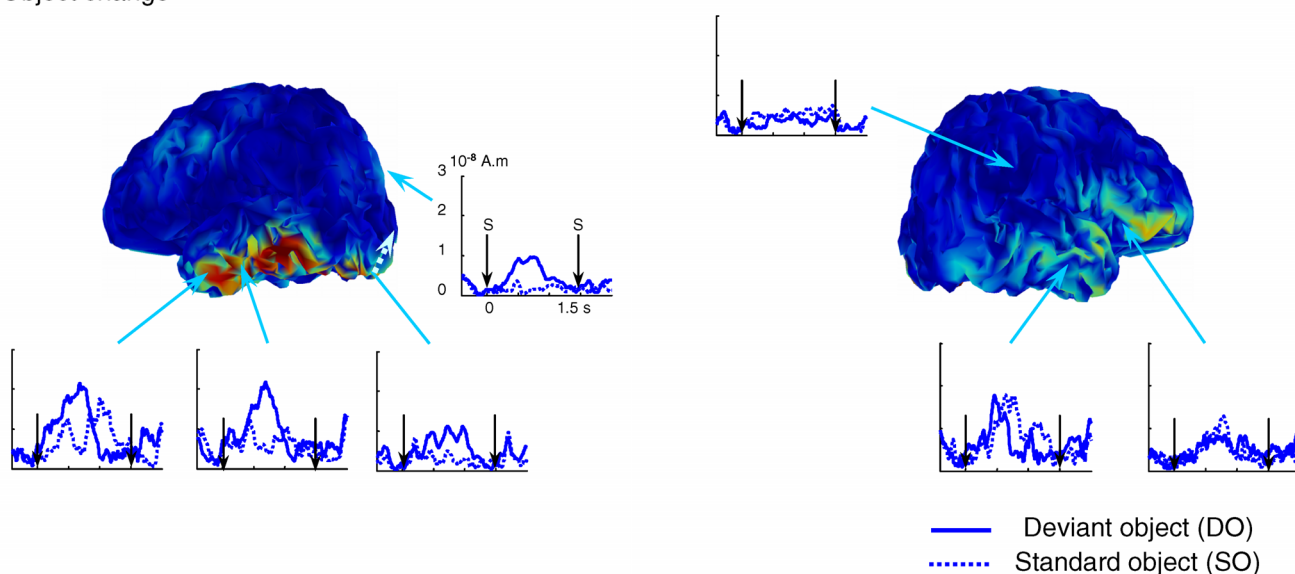 3 10⁻⁸ A.m
2
S S
1
0
0 1.5 s
Deviant object (DO)
Standard object (SO)